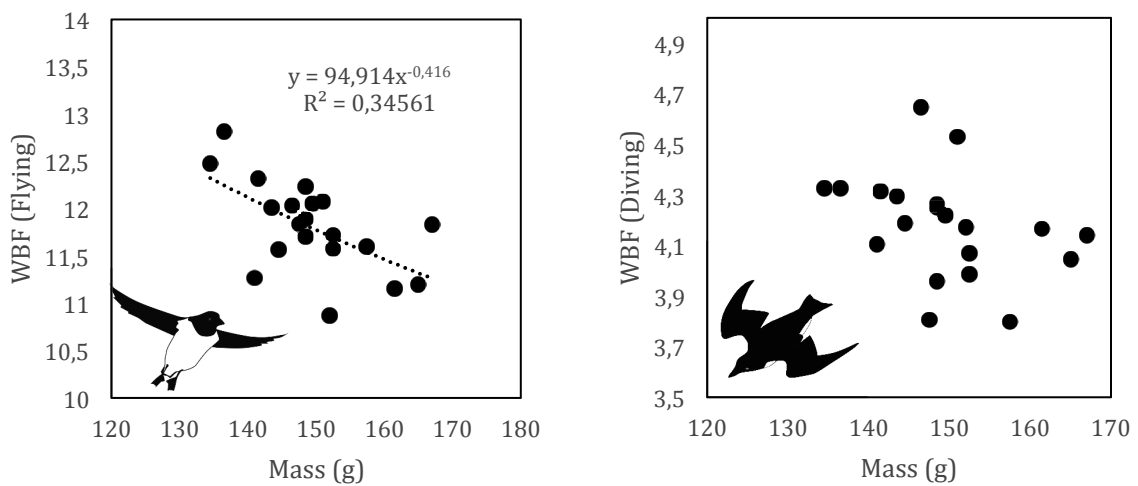 14
13,5
13
12,5
12
11,5
11
10,5
10
WBF (Flying)
y = 94,914x^-0,416
R² = 0,34561
120 130 140 150 160 170 180
Mass (g)
4,9
4,7
4,5
4,3
4,1
3,9
3,7
3,5
WBF (Diving)
120 130 140 150 160 170
Mass (g)